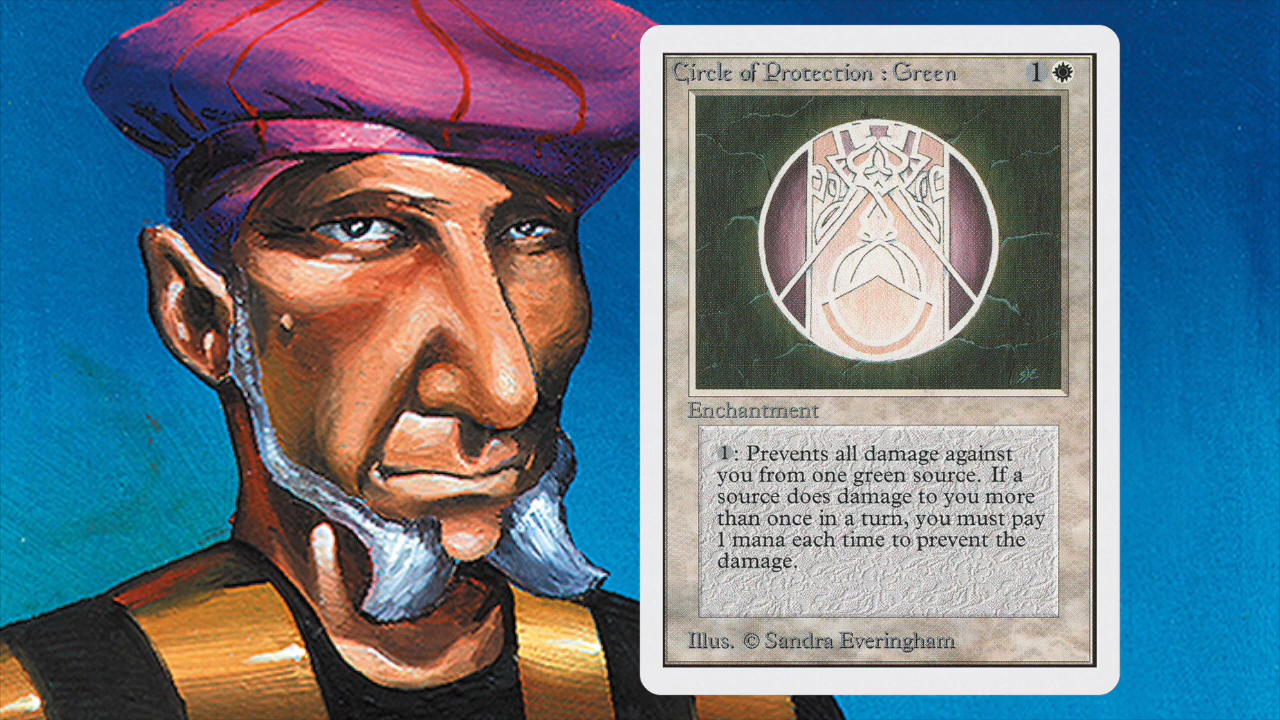 Circle of Protection : Green 1
Enchantment
1: Prevents all damage against
you from one green source. If a
source does damage to you more
than once in a turn, you must pay
1 mana each time to prevent the
damage.
Illus. © Sandra Everingham